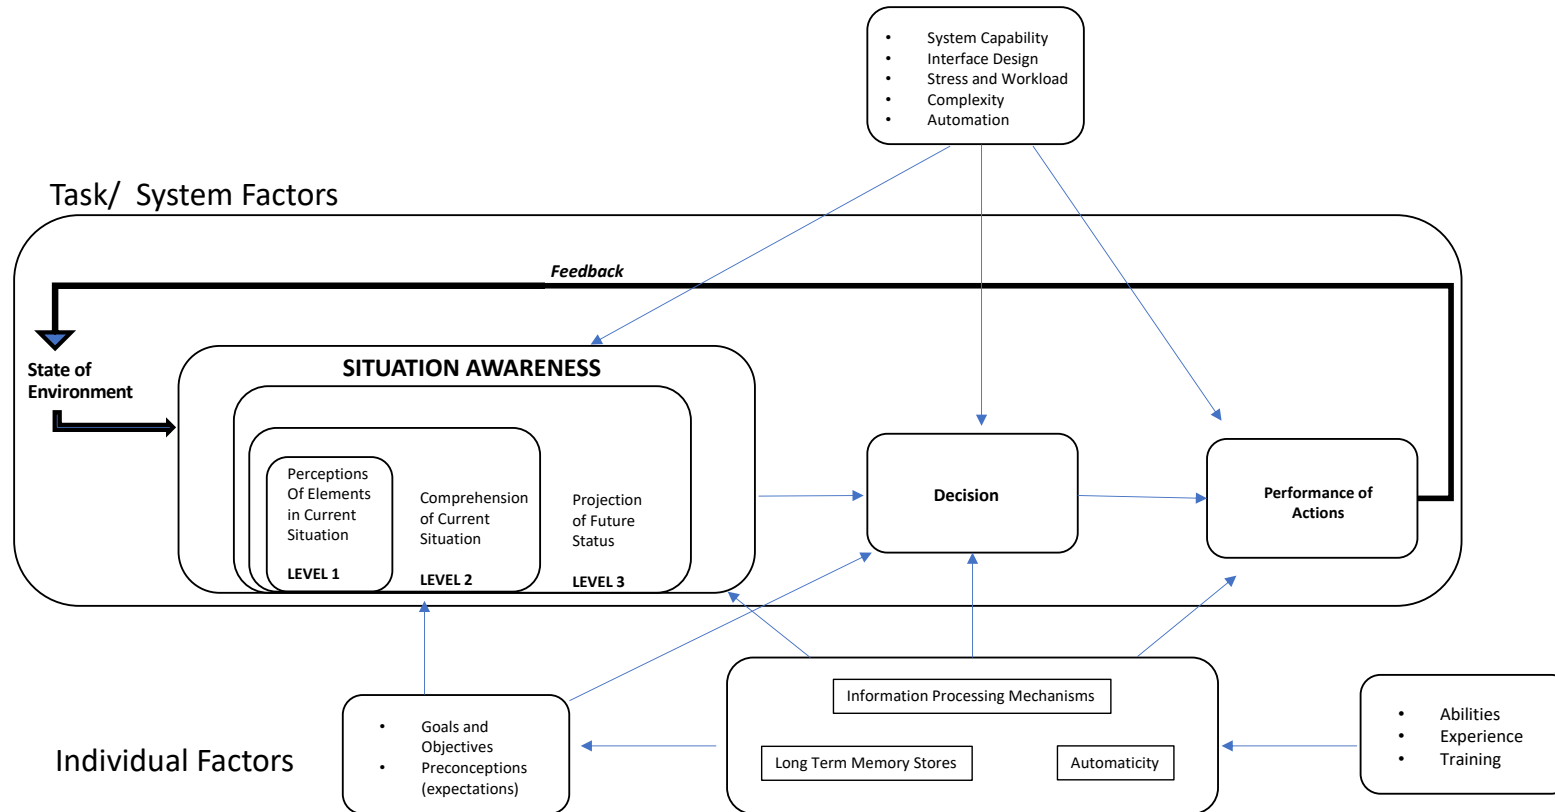 • System Capability
• Interface Design
• Stress and Workload
• Complexity
• Automation
Task/ System Factors
Feedback
State of
Environment
SITUATION AWARENESS
Perceptions
Of Elements
in Current
Situation
LEVEL 1
Comprehension
of Current
Situation
LEVEL 2
Projection
of Future
Status
LEVEL 3
Decision
Performance of
Actions
Individual Factors
• Goals and
Objectives
• Preconceptions
(expectations)
Information Processing Mechanisms
Long Term Memory Stores
Automaticity
• Abilities
• Experience
• Training